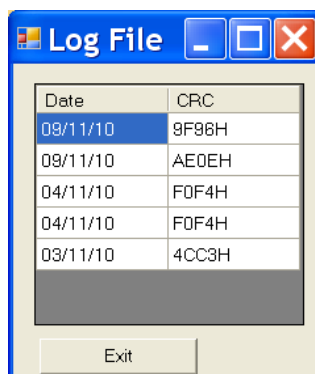 Log File
Date CRC
09/11/10 9F96H
09/11/10 AE0EH
04/11/10 F0F4H
04/11/10 F0F4H
03/11/10 4CC3H
Exit